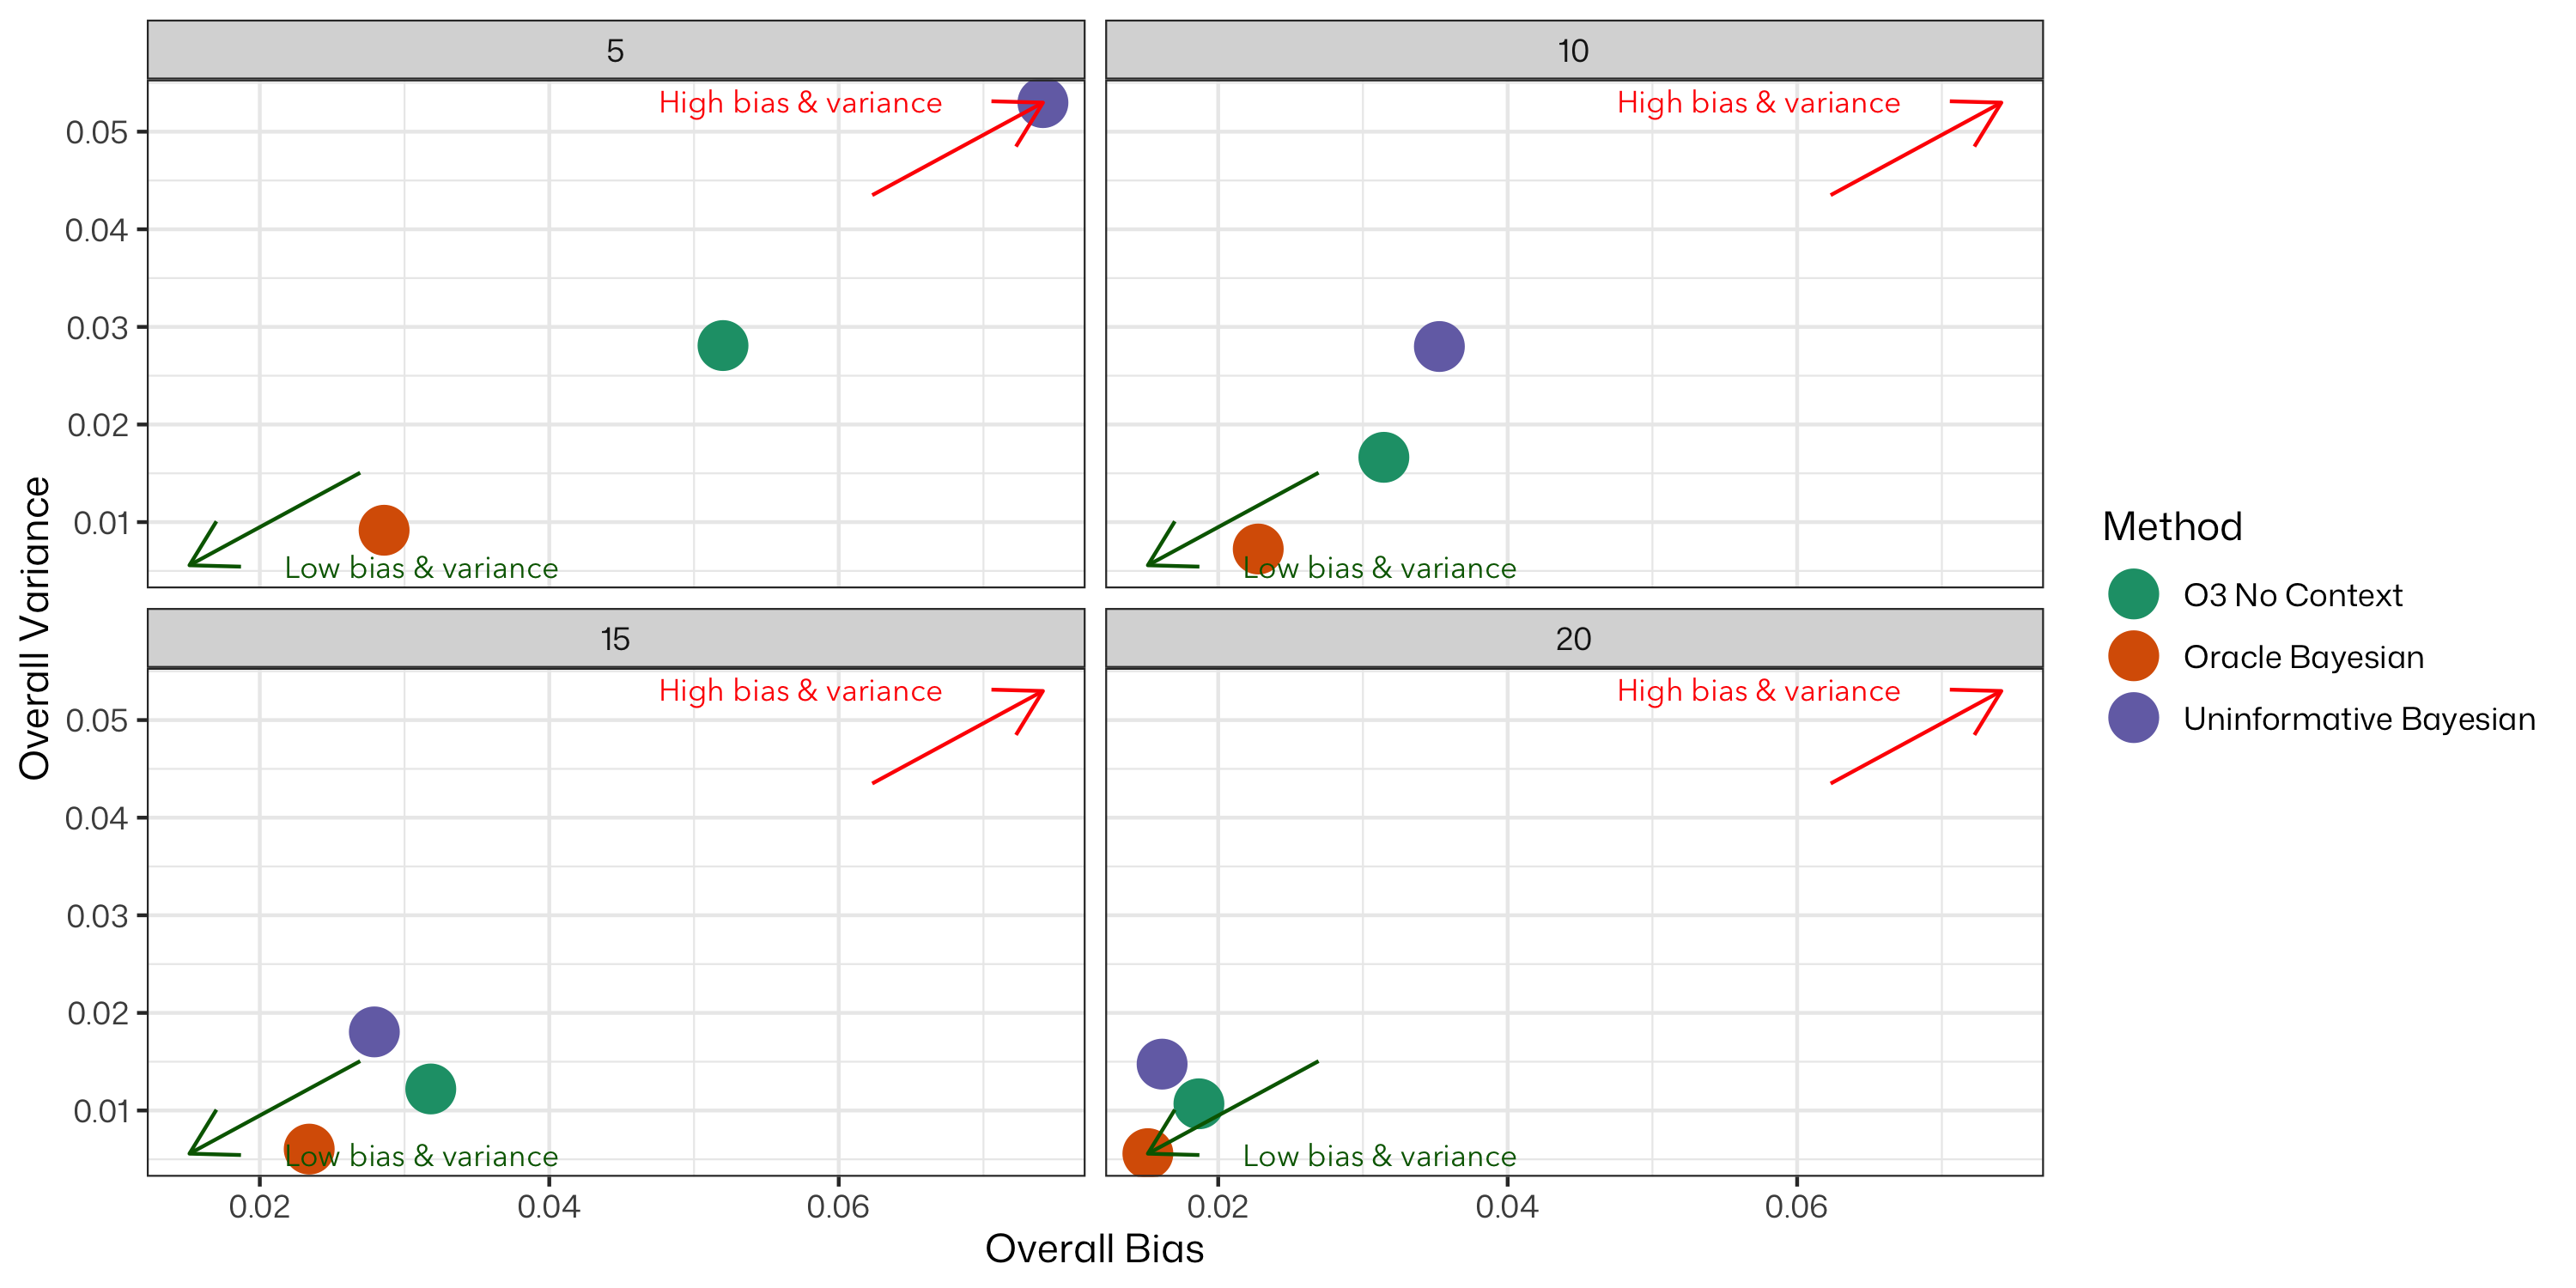 5
10
High bias & variance
High bias & variance
0.05
0.04
0.03
0.02
0.01
Low bias & variance
Low bias & variance
15
20
High bias & variance
High bias & variance
0.05
0.04
0.03
0.02
0.01
Low bias & variance
Low bias & variance
0.02
0.04
0.06
0.02
0.04
0.06
Overall Bias
Overall Variance
Method
O3 No Context
Oracle Bayesian
Uninformative Bayesian